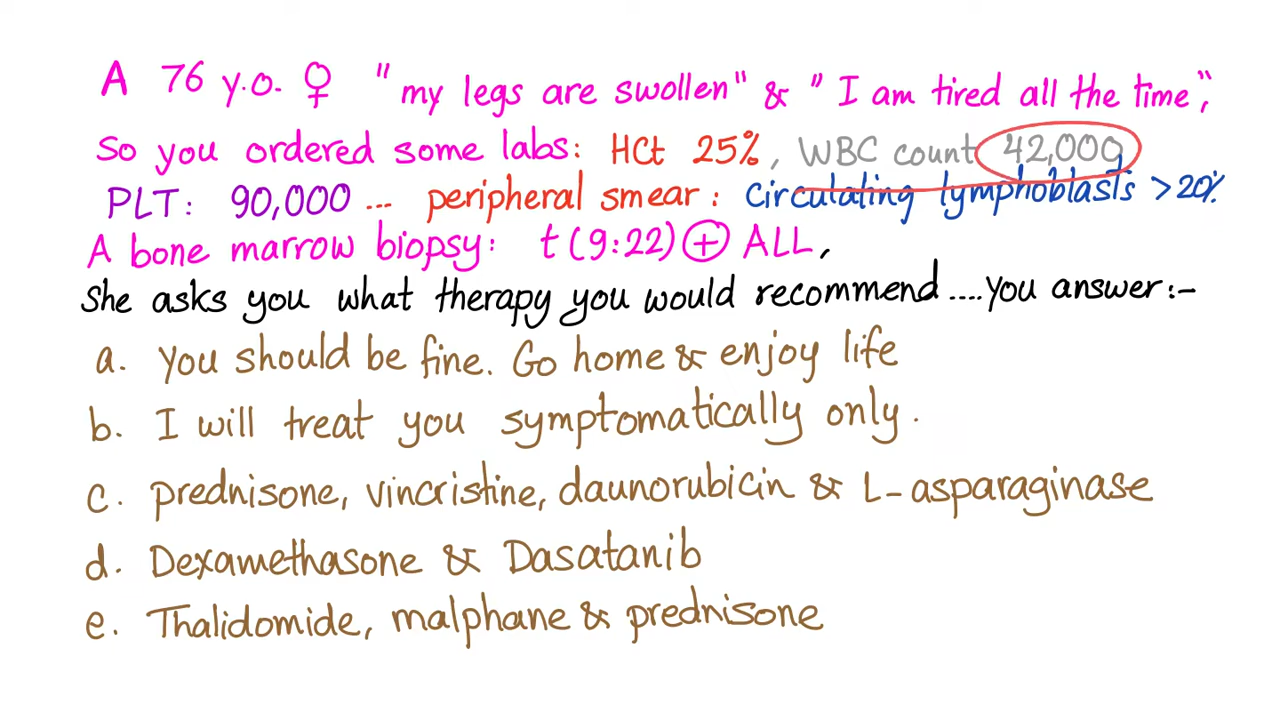 A 76 y.o. ♀ "my legs are swollen" & "I am tired all the time",
So you ordered some labs: HCt 25%, WBC count 42,000
PLT: 90,000 ... peripheral smear: circulating lymphoblasts >20%
A bone marrow biopsy: t(9:22) ⊕ ALL,
She asks you what therapy you would recommend....you answer:-
a. You should be fine. Go home & enjoy life
b. I will treat you symptomatically only.
c. prednisone, vincristine, daunorubicin & L-asparaginase
d. Dexamethasone & Dasatanib
e. Thalidomide, malphane & prednisone